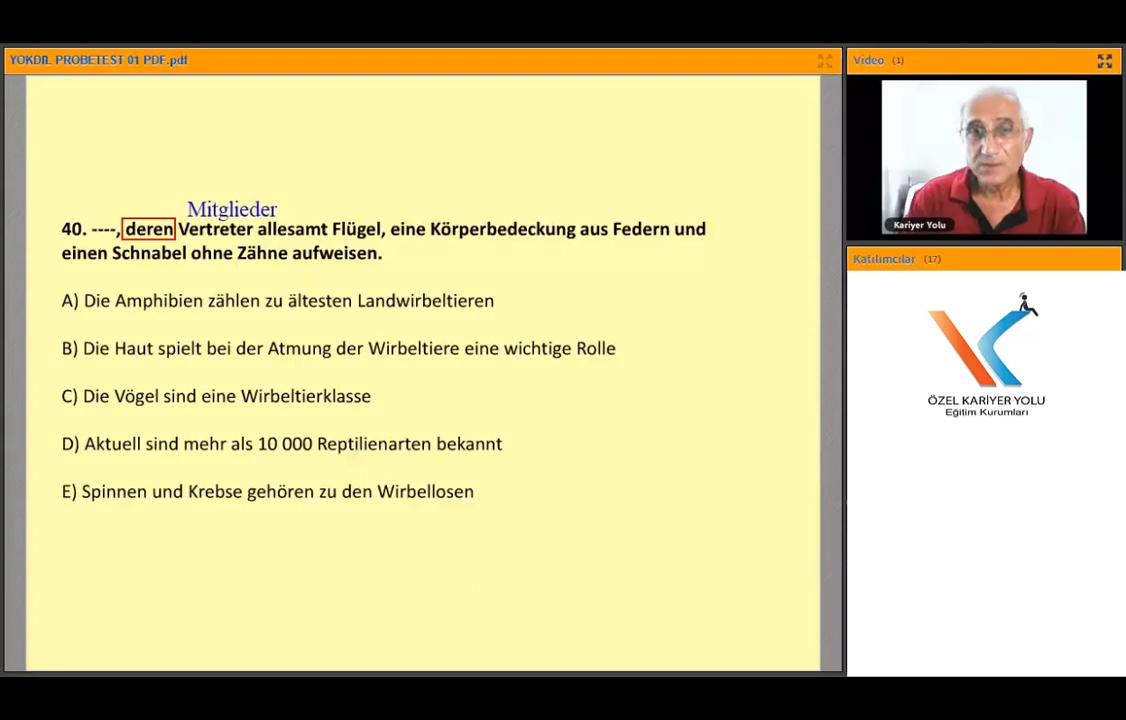 YOKDIL PROBETEST 01 PDF.pdf
Video (1)
Kariyer Yolu
Katılımcılar (17)
Mitglieder
40. ----, deren Vertreter allesamt Flügel, eine Körperbedeckung aus Federn und
einen Schnabel ohne Zähne aufweisen.
A) Die Amphibien zählen zu ältesten Landwirbeltieren
B) Die Haut spielt bei der Atmung der Wirbeltiere eine wichtige Rolle
C) Die Vögel sind eine Wirbeltierklasse
D) Aktuell sind mehr als 10 000 Reptilienarten bekannt
E) Spinnen und Krebse gehören zu den Wirbellosen
ÖZEL KARİYER YOLU
Eğitim Kurumları